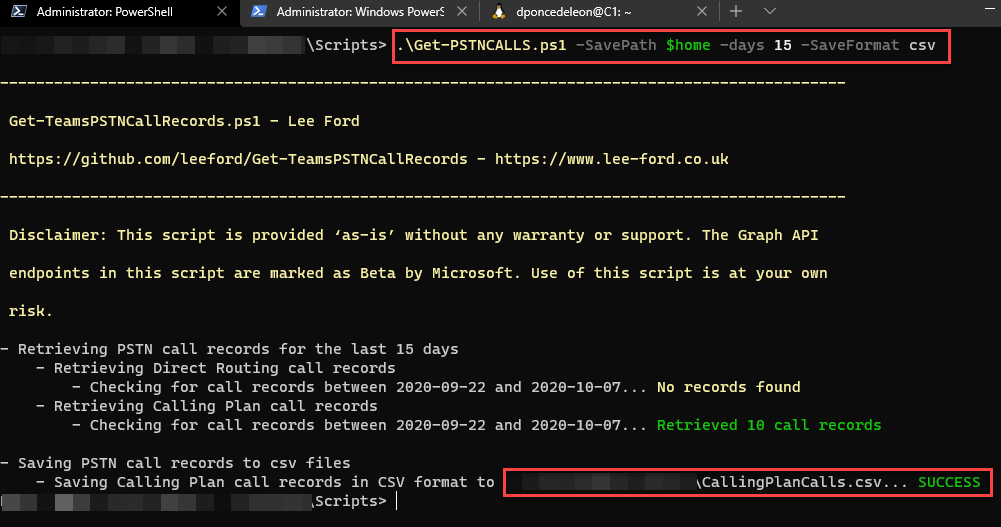 Administrator: PowerShell
Administrator: Windows PowerS
dponcedeleon@C1: ~
\Scripts> .\Get-PSTNCALLS.ps1 -SavePath $home -days 15 -SaveFormat csv
----------------------------------------------------------------------------------------------
Get-TeamsPSTNCallRecords.ps1 - Lee Ford
https://github.com/leeford/Get-TeamsPSTNCallRecords - https://www.lee-ford.co.uk
----------------------------------------------------------------------------------------------
Disclaimer: This script is provided ‘as-is’ without any warranty or support. The Graph API
endpoints in this script are marked as Beta by Microsoft. Use of this script is at your own
risk.
- Retrieving PSTN call records for the last 15 days
- Retrieving Direct Routing call records
- Checking for call records between 2020-09-22 and 2020-10-07... No records found
- Retrieving Calling Plan call records
- Checking for call records between 2020-09-22 and 2020-10-07... Retrieved 10 call records
- Saving PSTN call records to csv files
- Saving Calling Plan call records in CSV format to \CallingPlanCalls.csv... SUCCESS
\Scripts>